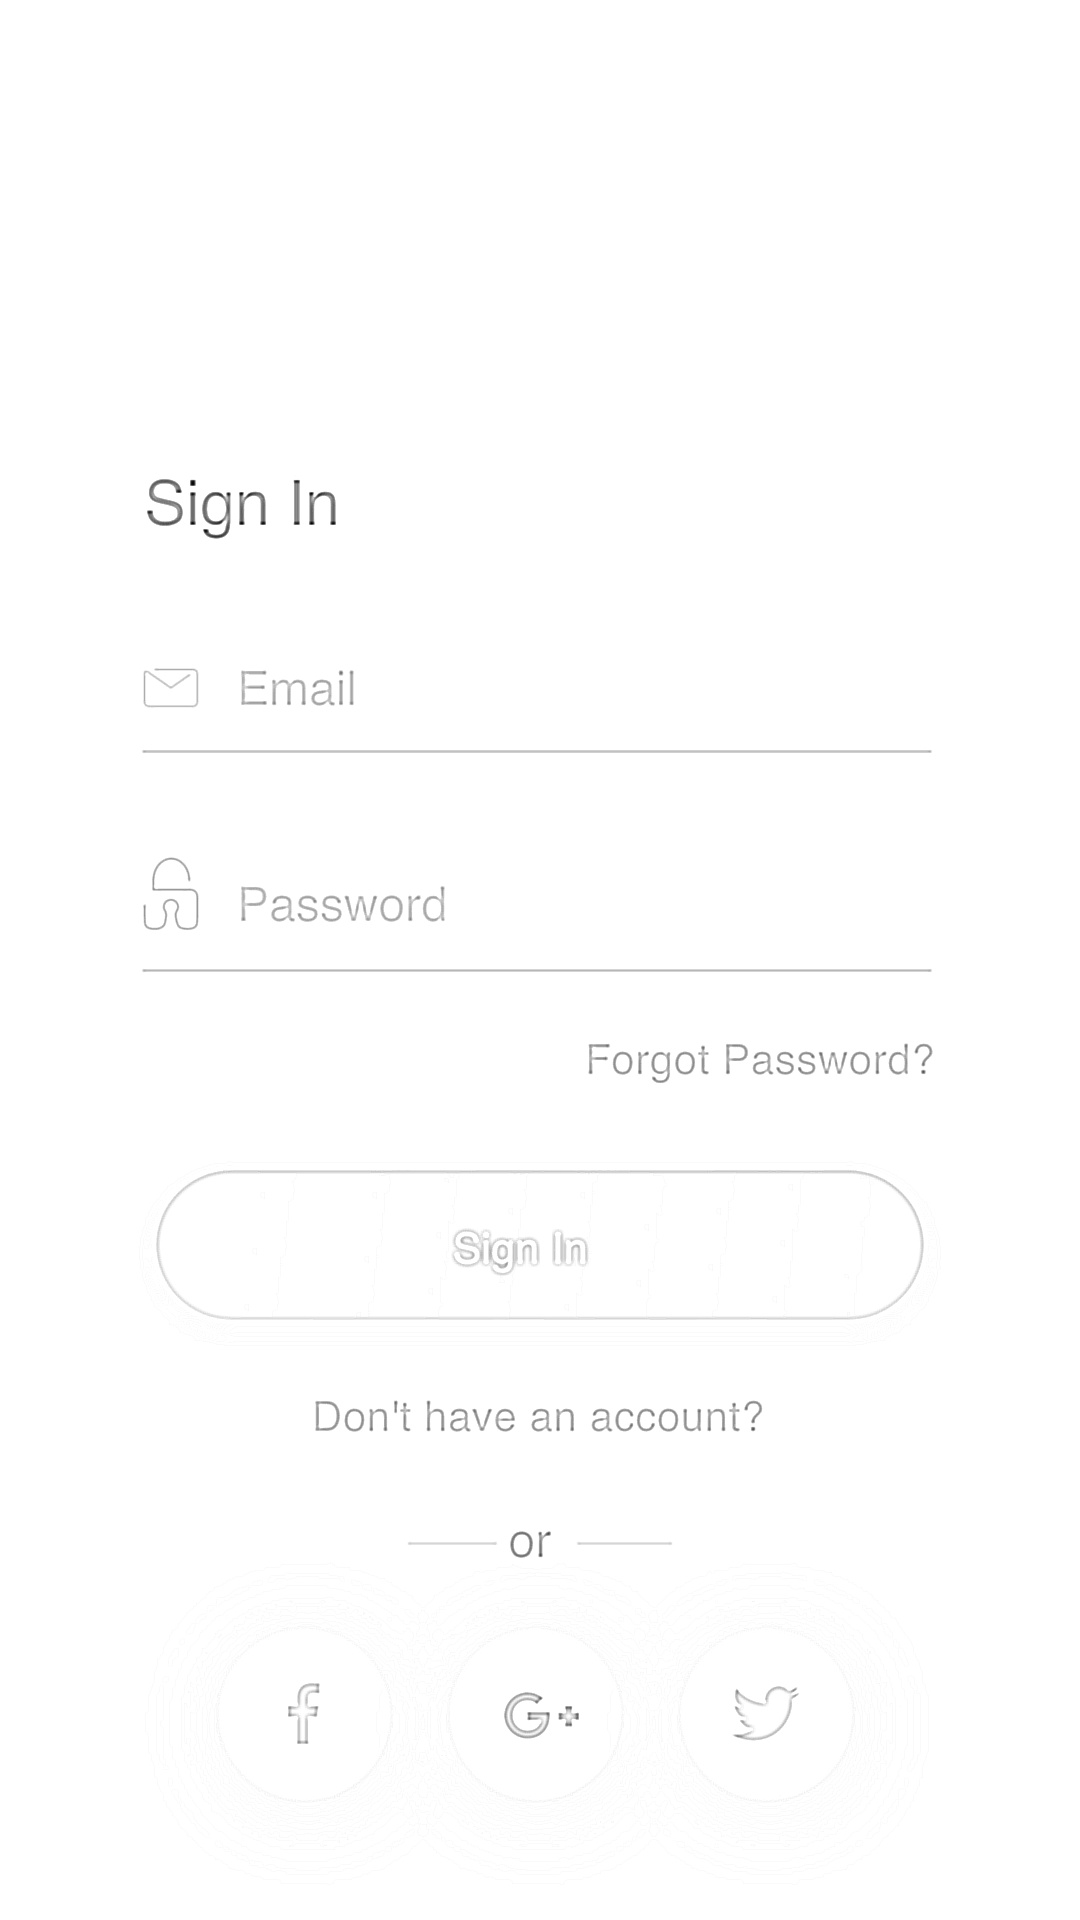 Sign In
Email
Password
Forgot Password?
Sign In
Don't have an account?
or
f
G+